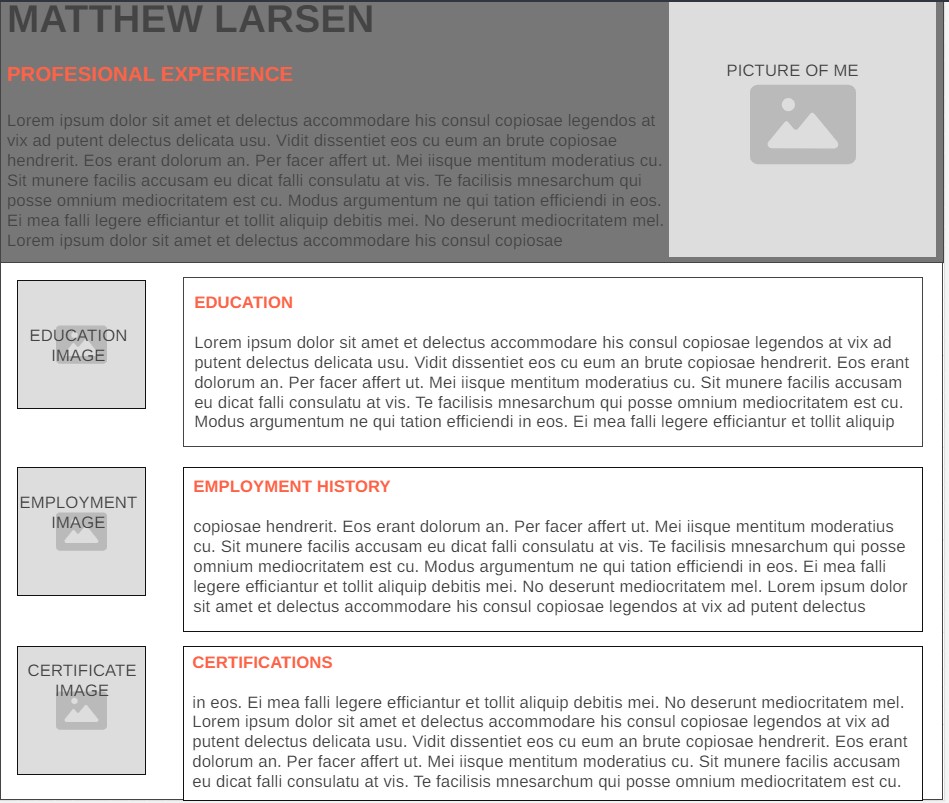 MATTHEW LARSEN
PROFESIONAL EXPERIENCE
Lorem ipsum dolor sit amet et delectus accommodare his consul copiosae legendos at
vix ad putent delectus delicata usu. Vidit dissentiet eos cu eum an brute copiosae
hendrerit. Eos erant dolorum an. Per facer affert ut. Mei iisque mentitum moderatius cu.
Sit munere facilis accusam eu dicat falli consulatu at vis. Te facilisis mnesarchum qui
posse omnium mediocritatem est cu. Modus argumentum ne qui tation efficiendi in eos.
Ei mea falli legere efficiantur et tollit aliquip debitis mei. No deserunt mediocritatem mel.
Lorem ipsum dolor sit amet et delectus accommodare his consul copiosae
PICTURE OF ME
EDUCATION
IMAGE
EDUCATION
Lorem ipsum dolor sit amet et delectus accommodare his consul copiosae legendos at vix ad
putent delectus delicata usu. Vidit dissentiet eos cu eum an brute copiosae hendrerit. Eos erant
dolorum an. Per facer affert ut. Mei iisque mentitum moderatius cu. Sit munere facilis accusam
eu dicat falli consulatu at vis. Te facilisis mnesarchum qui posse omnium mediocritatem est cu.
Modus argumentum ne qui tation efficiendi in eos. Ei mea falli legere efficiantur et tollit aliquip
EMPLOYMENT
IMAGE
EMPLOYMENT HISTORY
copiosae hendrerit. Eos erant dolorum an. Per facer affert ut. Mei iisque mentitum moderatius
cu. Sit munere facilis accusam eu dicat falli consulatu at vis. Te facilisis mnesarchum qui posse
omnium mediocritatem est cu. Modus argumentum ne qui tation efficiendi in eos. Ei mea falli
legere efficiantur et tollit aliquip debitis mei. No deserunt mediocritatem mel. Lorem ipsum dolor
sit amet et delectus accommodare his consul copiosae legendos at vix ad putent delectus
CERTIFICATE
IMAGE
CERTIFICATIONS
in eos. Ei mea falli legere efficiantur et tollit aliquip debitis mei. No deserunt mediocritatem mel.
Lorem ipsum dolor sit amet et delectus accommodare his consul copiosae legendos at vix ad
putent delectus delicata usu. Vidit dissentiet eos cu eum an brute copiosae hendrerit. Eos erant
dolorum an. Per facer affert ut. Mei iisque mentitum moderatius cu. Sit munere facilis accusam
eu dicat falli consulatu at vis. Te facilisis mnesarchum qui posse omnium mediocritatem est cu.